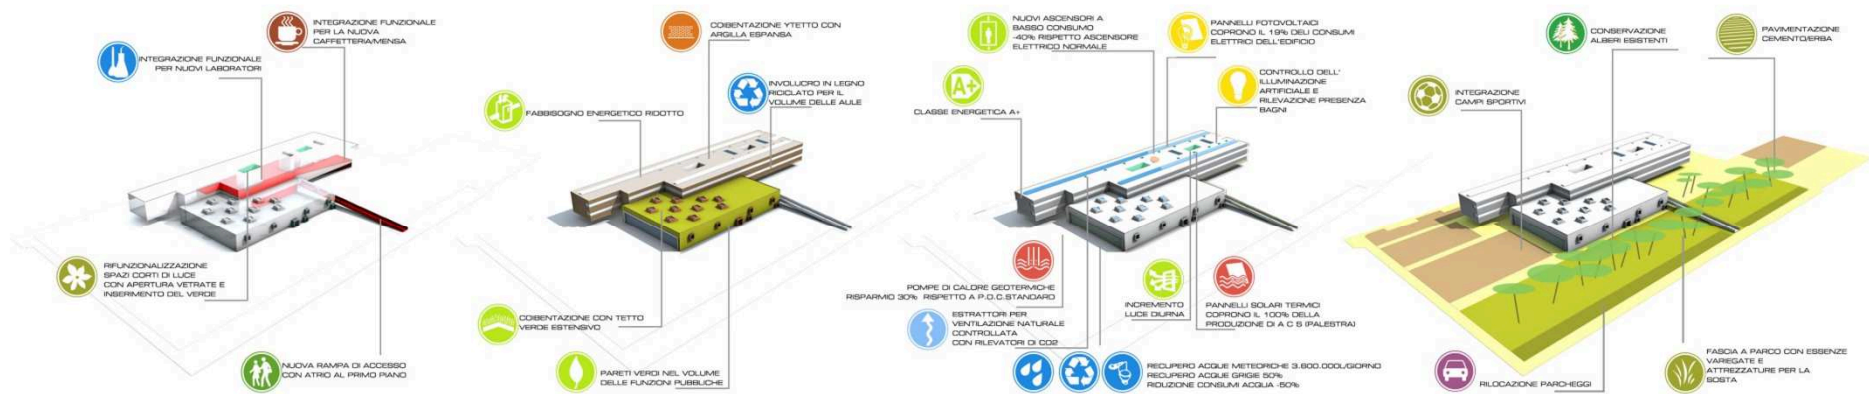 INTEGRAZIONE FUNZIONALE
PER LA NUOVA
CAFFETTERIA/MENSA
INTEGRAZIONE FUNZIONALE
PER NUOVI LABORATORI
RIFUNZIONALIZZAZIONE
SPAZI CORTI DI LUCE
CON APERTURA VETRATE E
INSERIMENTO DEL VERDE
NUOVA RAMPA DI ACCESSO
CON ATRIO AL PRIMO PIANO
COIBENTAZIONE YTETTO CON
ARGILLA ESPANSA
INVOLUCRO IN LEGNO
RICICLATO PER IL
VOLUME DELLE AULE
FABBISOGNO ENERGETICO RIDOTTO
COIBENTAZIONE CON TETTO
VERDE ESTENSIVO
PARETI VERDI NEL VOLUME
DELLE FUNZIONI PUBBLICHE
NUOVI ASCENSORI A
BASSO CONSUMO
-40% RISPETTO ASCENSORE
ELETTRICO NORMALE
PANNELLI FOTOVOLTAICI
COPRONO IL 19% DELI CONSUMI
ELETTRICI DELL'EDIFICIO
A+
CLASSE ENERGETICA A+
CONTROLLO DELL'
ILLUMINAZIONE
ARTIFICIALE E
RILEVAZIONE PRESENZA
BAGNI
POMPE DI CALORE GEOTERMICHE
RISPARMIO 30% RISPETTO A P.D.C.STANDARD
ESTRATTORI PER
VENTILAZIONE NATURALE
CONTROLLATA
CON RILEVATORI DI CO2
INCREMENTO
LUCE DIURNA
PANNELLI SOLARI TERMICI
COPRONO IL 100% DELLA
PRODUZIONE DI A C S (PALESTRA)
RECUPERO ACQUE METEORICHE 3.600.000L/GIORNO
RECUPERO ACQUE GRIGIE 50%
RIDUZIONE CONSUMI ACQUA -50%
CONSERVAZIONE
ALBERI ESISTENTI
PAVIMENTAZIONE
CEMENTO/ERBA
INTEGRAZIONE
CAMPI SPORTIVI
RILOCAZIONE PARCHEGGI
FASCIA A PARCO CON ESSENZE
VARIEGATE E
ATTREZZATURE PER LA
SOSTA